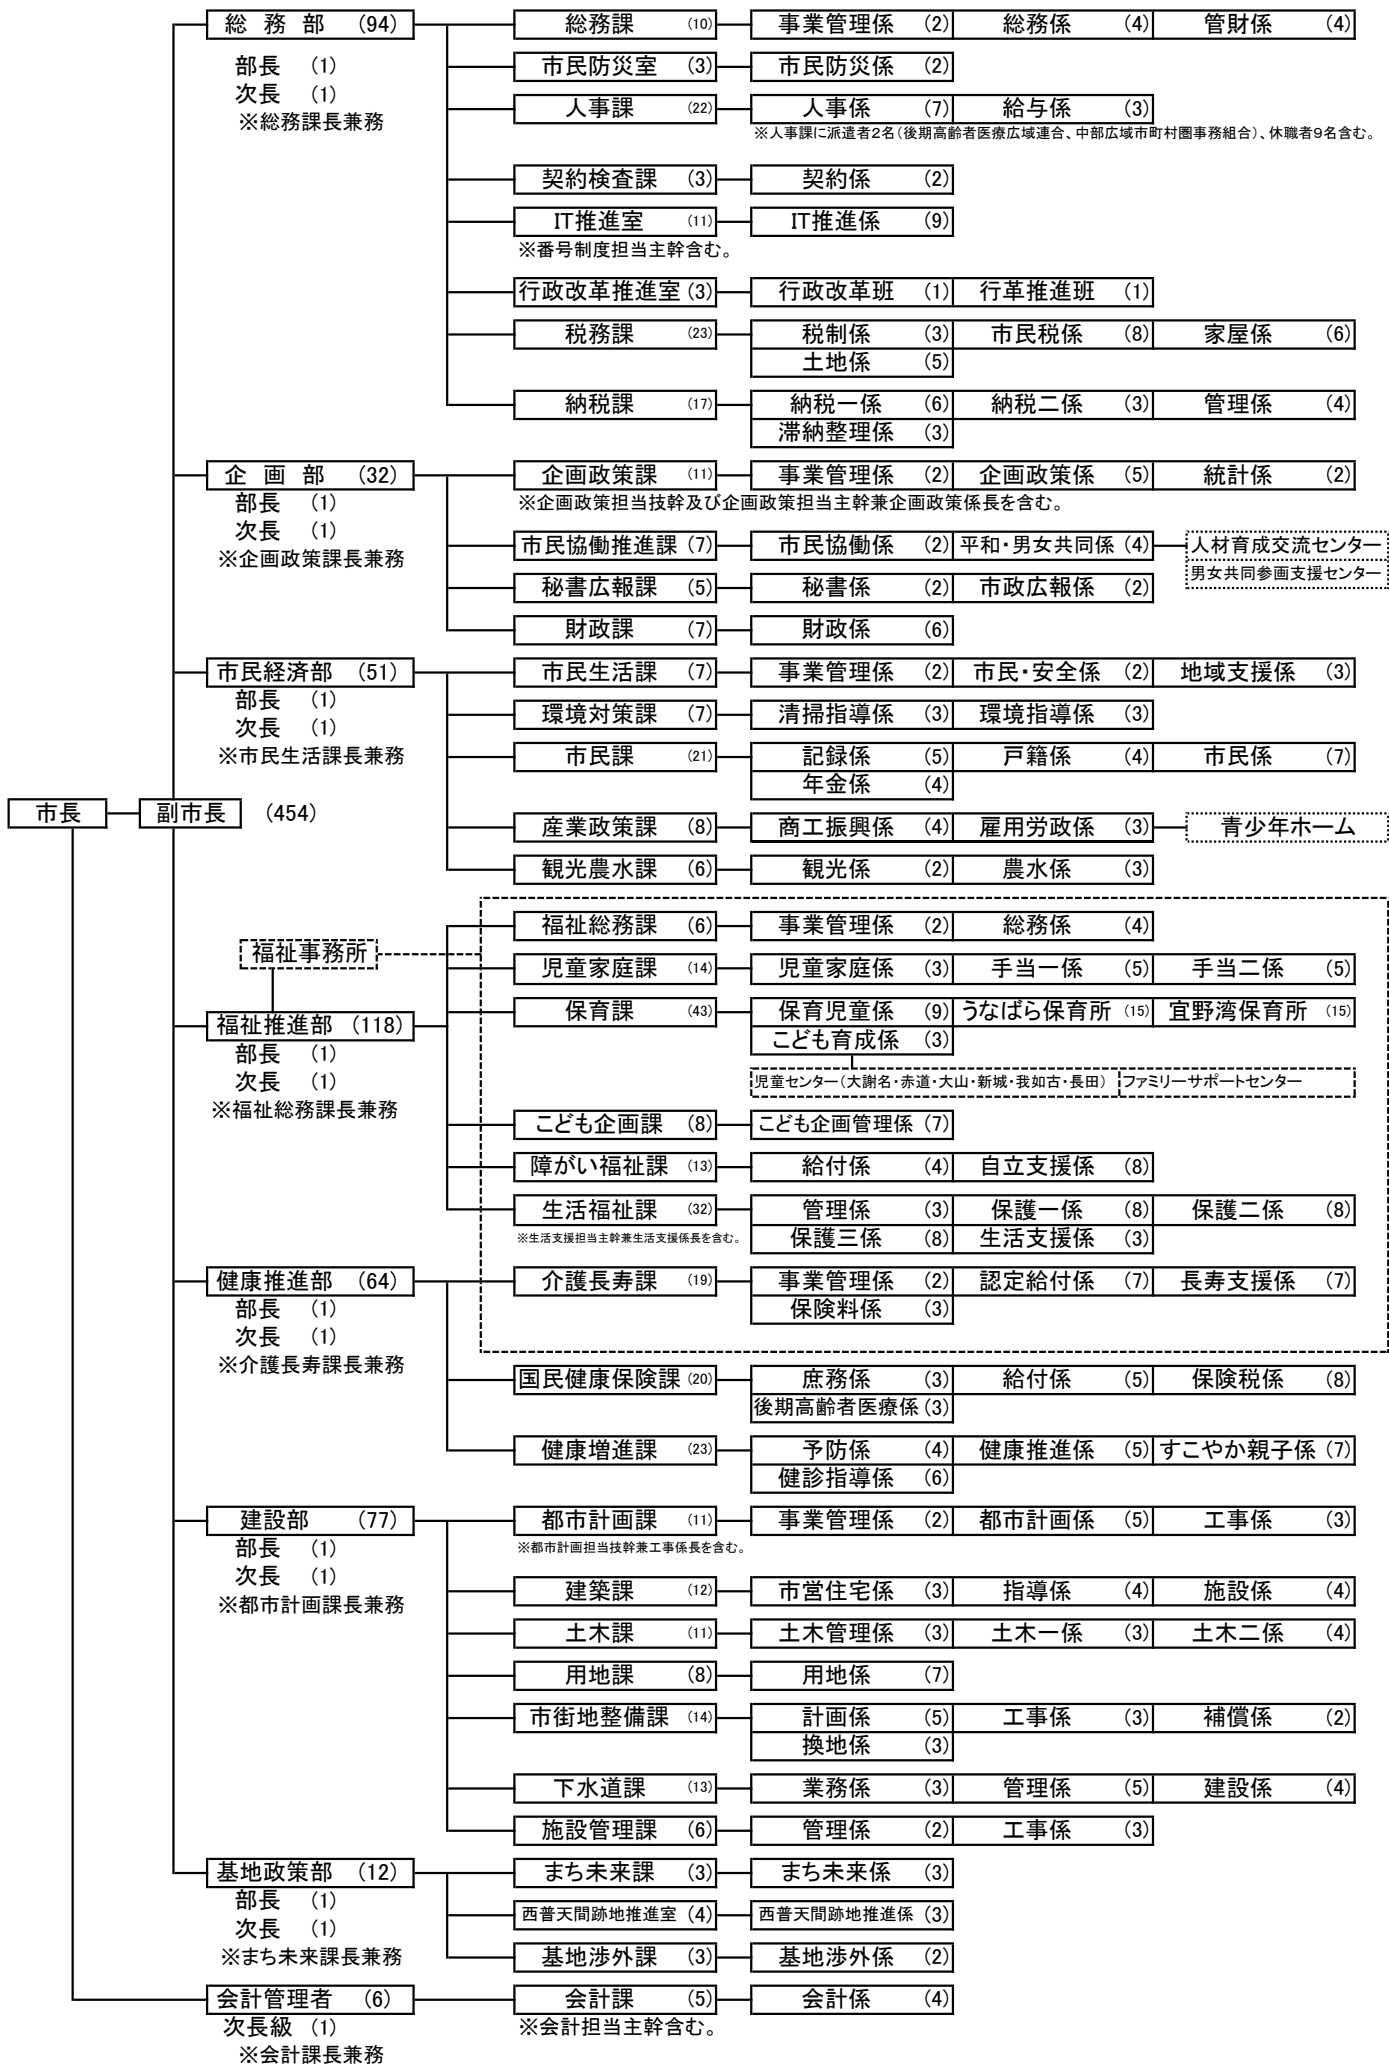 総 務 部 (94) 総務課 (10) 事業管理係 (2) 総務係 (4) 管財係 (4)
部長 (1) 市民防災室 (3) 市民防災係 (2)
次長 (1) 人事課 (22) 人事係 (7) 給与係 (3)
※総務課長兼務
※人事課に派遣者2名(後期高齢者医療広域連合、中部広域市町村圏事務組合)、休職者9名含む。
契約検査課 (3) 契約係 (2)
IT推進室 (11) IT推進係 (9)
※番号制度担当主幹含む。
行政改革推進室 (3) 行政改革班 (1) 行革推進班 (1)
税務課 (23) 税制係 (3) 市民税係 (8) 家屋係 (6)
土地係 (5)
納税課 (17) 納税一係 (6) 納税二係 (3) 管理係 (4)
滞納整理係 (3)
企 画 部 (32) 企画政策課 (11) 事業管理係 (2) 企画政策係 (5) 統計係 (2)
部長 (1) ※企画政策担当技幹及び企画政策担当主幹兼企画政策係長を含む。
次長 (1) 市民協働推進課 (7) 市民協働係 (2) 平和・男女共同係 (4) 人材育成交流センター
※企画政策課長兼務 男女共同参画支援センター
秘書広報課 (5) 秘書係 (2) 市政広報係 (2)
財政課 (7) 財政係 (6)
市民経済部 (51) 市民生活課 (7) 事業管理係 (2) 市民・安全係 (2) 地域支援係 (3)
部長 (1) 環境対策課 (7) 清掃指導係 (3) 環境指導係 (3)
次長 (1)
※市民生活課長兼務 市民課 (21) 記録係 (5) 戸籍係 (4) 市民係 (7)
年金係 (4)
市長 副市長 (454)
産業政策課 (8) 商工振興係 (4) 雇用労政係 (3) 青少年ホーム
観光農水課 (6) 観光係 (2) 農水係 (3)
福祉総務課 (6) 事業管理係 (2) 総務係 (4)
福祉事務所
児童家庭課 (14) 児童家庭係 (3) 手当一係 (5) 手当二係 (5)
保育課 (43) 保育児童係 (9) うなばら保育所 (15) 宜野湾保育所 (15)
福祉推進部 (118)
部長 (1) こども育成係 (3)
次長 (1) 児童センター(大謝名・赤道・大山・新城・我如古・長田) ファミリーサポートセンター
※福祉総務課長兼務
こども企画課 (8) こども企画管理係 (7)
障がい福祉課 (13) 給付係 (4) 自立支援係 (8)
生活福祉課 (32) 管理係 (3) 保護一係 (8) 保護二係 (8)
※生活支援担当主幹兼生活支援係長を含む。 保護三係 (8) 生活支援係 (3)
健康推進部 (64) 介護長寿課 (19) 事業管理係 (2) 認定給付係 (7) 長寿支援係 (7)
部長 (1) 保険料係 (3)
次長 (1)
※介護長寿課長兼務
国民健康保険課 (20) 庶務係 (3) 給付係 (5) 保険税係 (8)
後期高齢者医療係 (3)
健康増進課 (23) 予防係 (4) 健康推進係 (5) すこやか親子係 (7)
健診指導係 (6)
建設部 (77) 都市計画課 (11) 事業管理係 (2) 都市計画係 (5) 工事係 (3)
部長 (1) ※都市計画担当技幹兼工事係長を含む。
次長 (1) 建築課 (12) 市営住宅係 (3) 指導係 (4) 施設係 (4)
※都市計画課長兼務
土木課 (11) 土木管理係 (3) 土木一係 (3) 土木二係 (4)
用地課 (8) 用地係 (7)
市街地整備課 (14) 計画係 (5) 工事係 (3) 補償係 (2)
換地係 (3)
下水道課 (13) 業務係 (3) 管理係 (5) 建設係 (4)
施設管理課 (6) 管理係 (2) 工事係 (3)
基地政策部 (12) まち未来課 (3) まち未来係 (3)
部長 (1) 西普天間跡地推進室 (4) 西普天間跡地推進係 (3)
次長 (1)
※まち未来課長兼務 基地渉外課 (3) 基地渉外係 (2)
会計管理者 (6) 会計課 (5) 会計係 (4)
次長級 (1) ※会計担当主幹含む。
※会計課長兼務